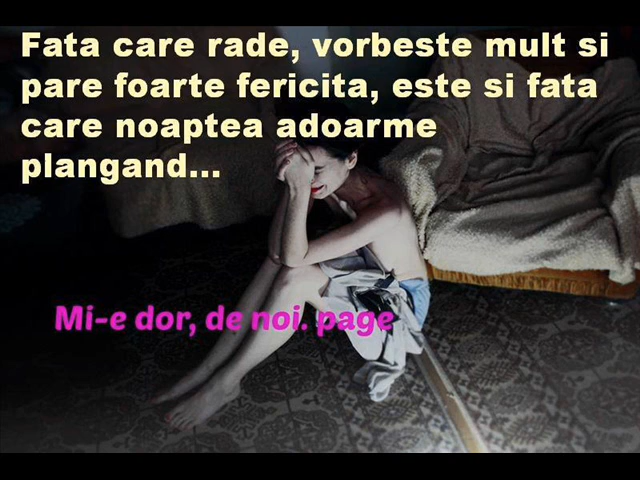 Fata care rade, vorbeste mult si
pare foarte fericita, este si fata
care noaptea adoarme
plangand...
Mi-e dor, de noi. page